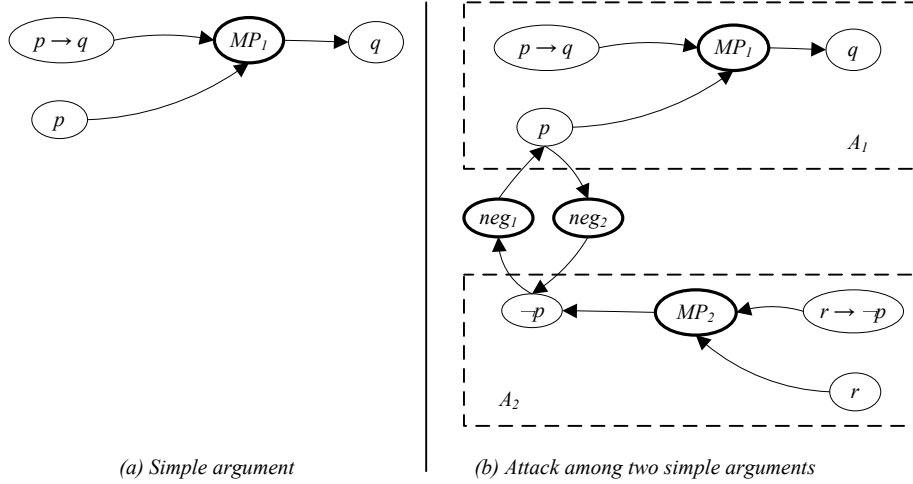 p → q
MP1
q
p
(a) Simple argument
p → q
MP1
q
p
A1
neg1
neg2
¬p
MP2
r → ¬p
r
A2
(b) Attack among two simple arguments